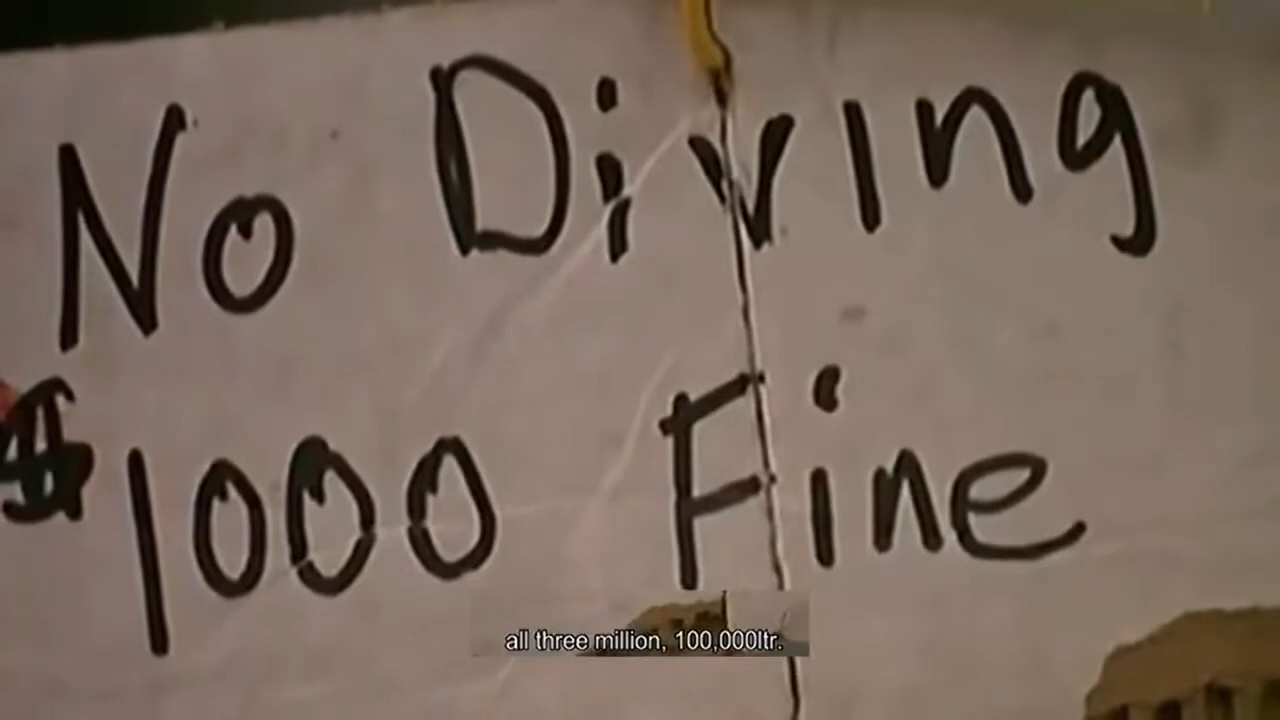 No Diving
$1000 Fine
all three million, 100,000ltr.